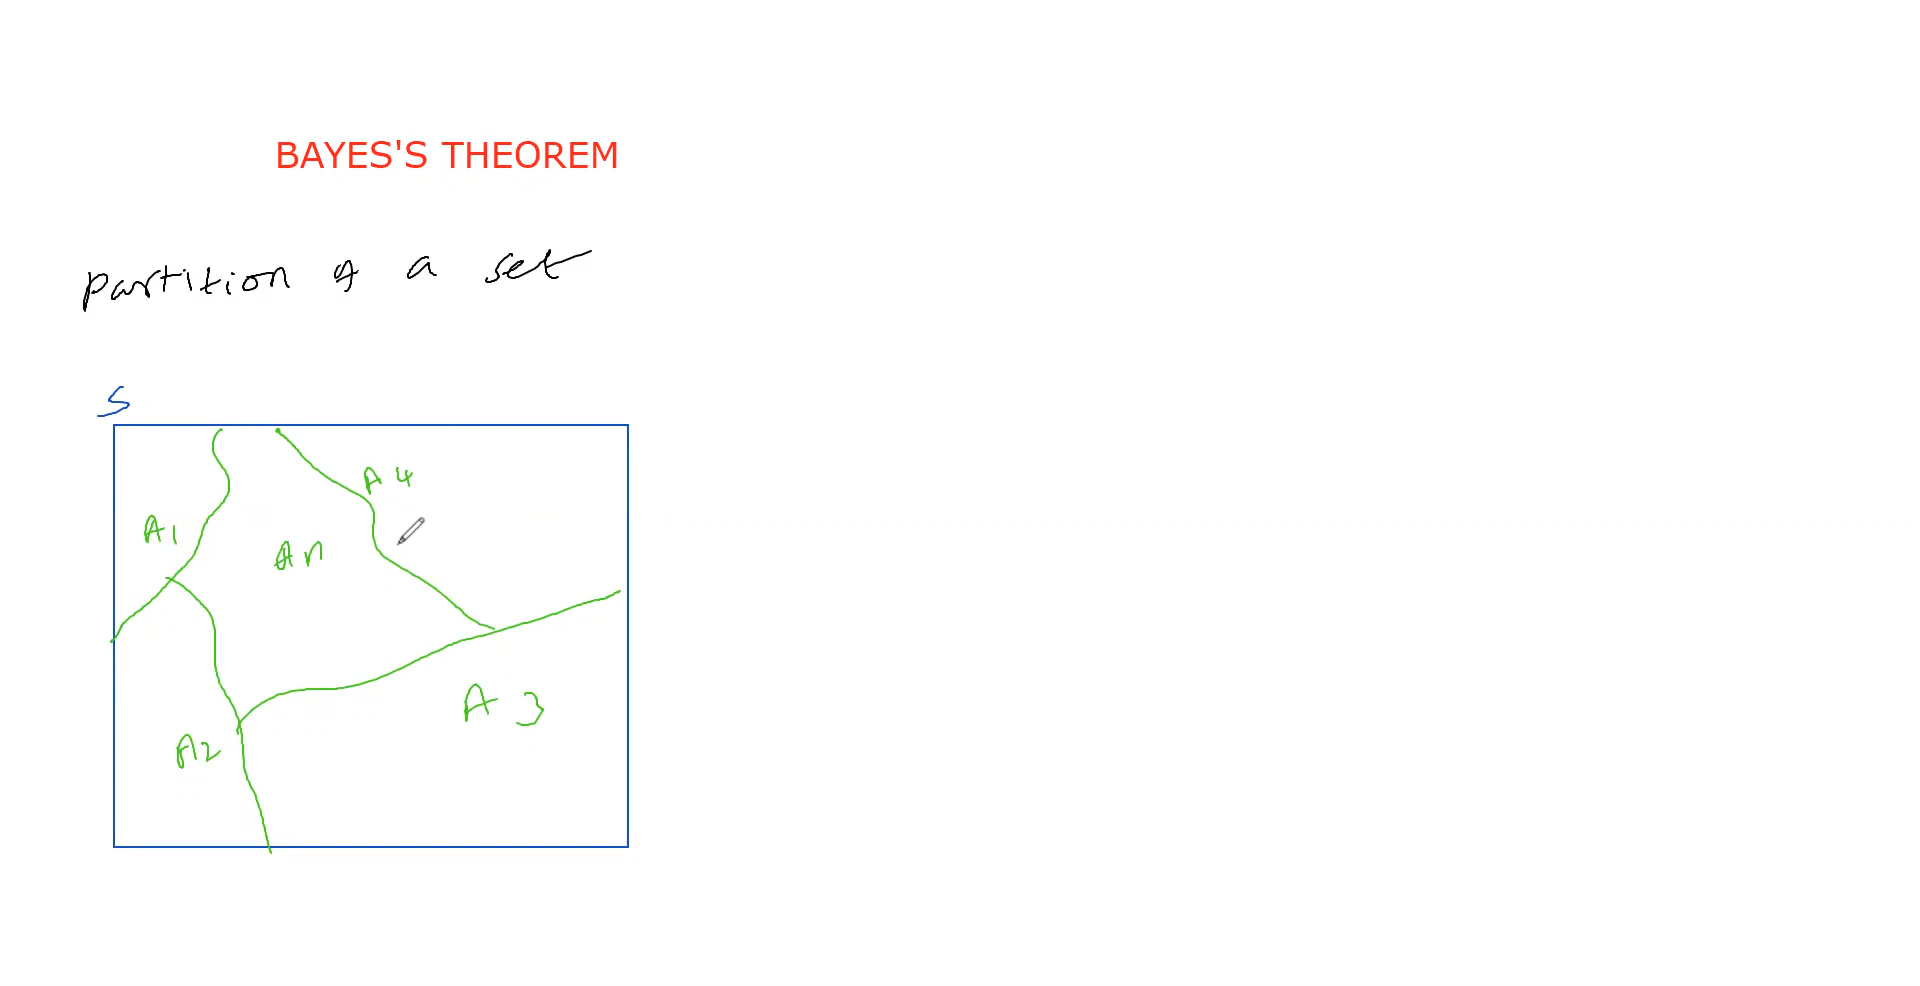 BAYES'S THEOREM
partition of a set
S
A4
A1
An
A3
A2